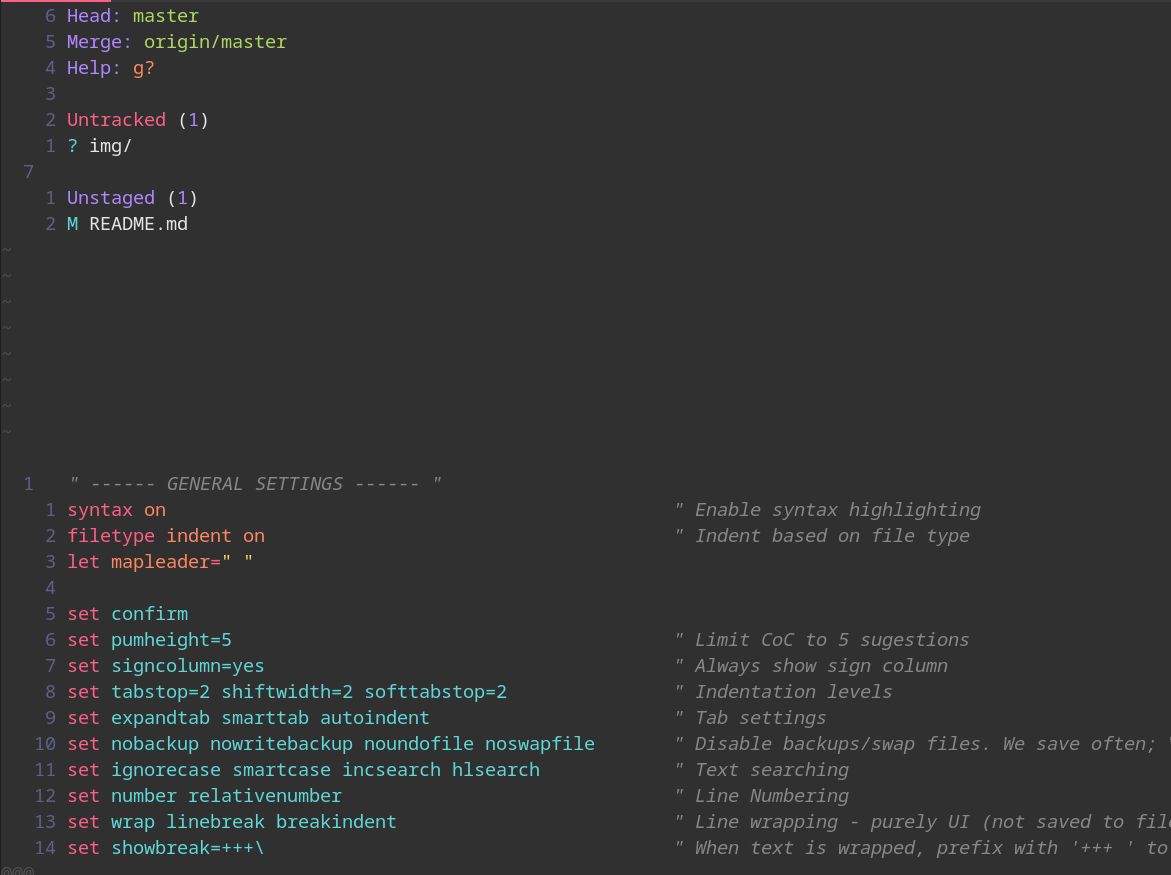 6 Head: master
5 Merge: origin/master
4 Help: g?
3
2 Untracked (1)
1 ? img/
7
1 Unstaged (1)
2 M README.md
~
~
~
~
~
~
~
~
1 " ------ GENERAL SETTINGS ------ "
1 syntax on " Enable syntax highlighting
2 filetype indent on " Indent based on file type
3 let mapleader=" "
4
5 set confirm
6 set pumheight=5 " Limit CoC to 5 sugestions
7 set signcolumn=yes " Always show sign column
8 set tabstop=2 shiftwidth=2 softtabstop=2 " Indentation levels
9 set expandtab smarttab autoindent " Tab settings
10 set nobackup nowritebackup noundofile noswapfile " Disable backups/swap files. We save often;
11 set ignorecase smartcase incsearch hlsearch " Text searching
12 set number relativenumber " Line Numbering
13 set wrap linebreak breakindent " Line wrapping - purely UI (not saved to
14 set showbreak=+++\ " When text is wrapped, prefix with '+++ ' to
@@@